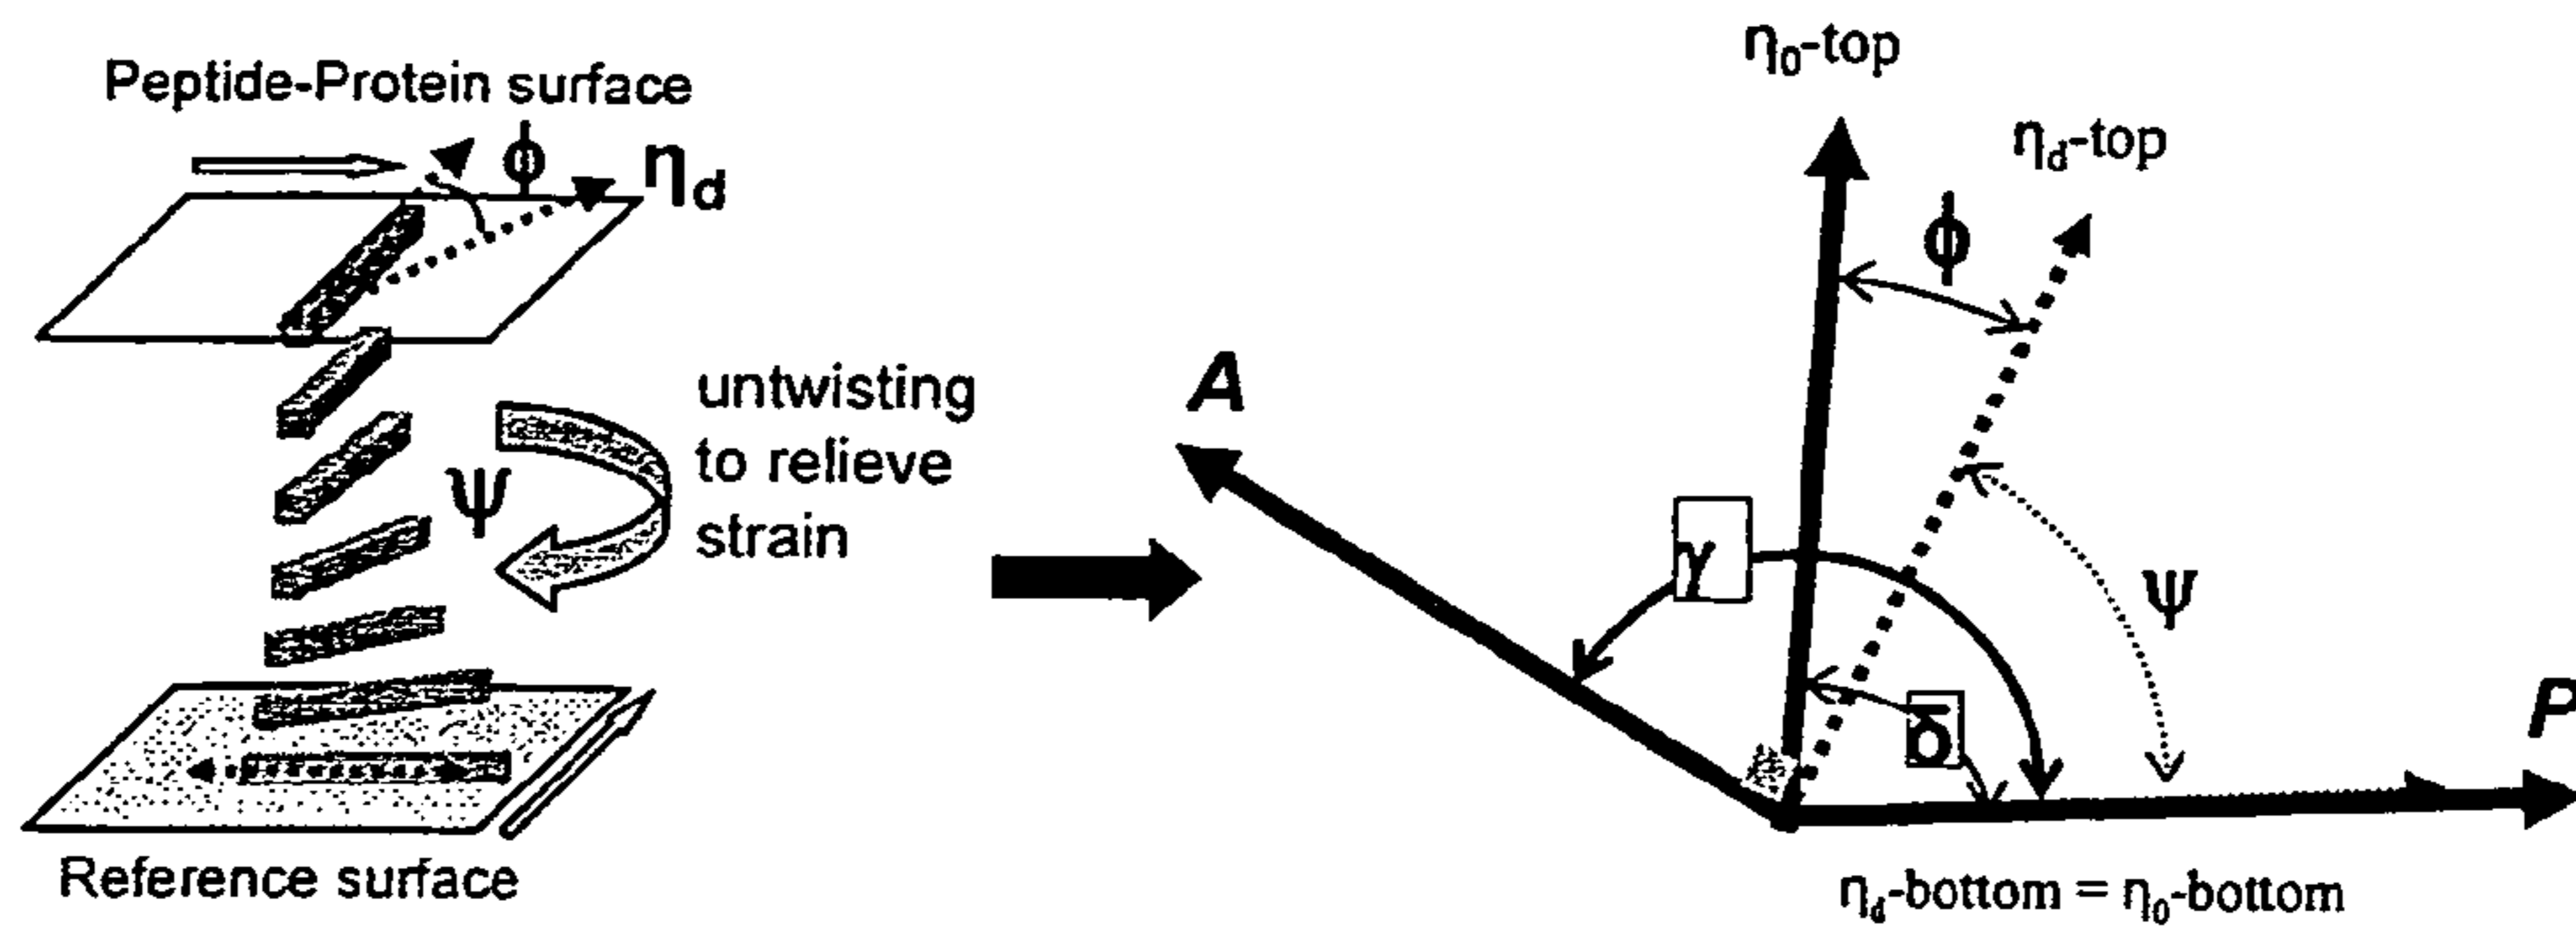 Peptide-Protein surface
ϕ
ηd
untwisting
to relieve
strain
ψ
Reference surface
η0-top
ηd-top
ϕ
A
γ
ψ
δ
P
ηd-bottom = η0-bottom